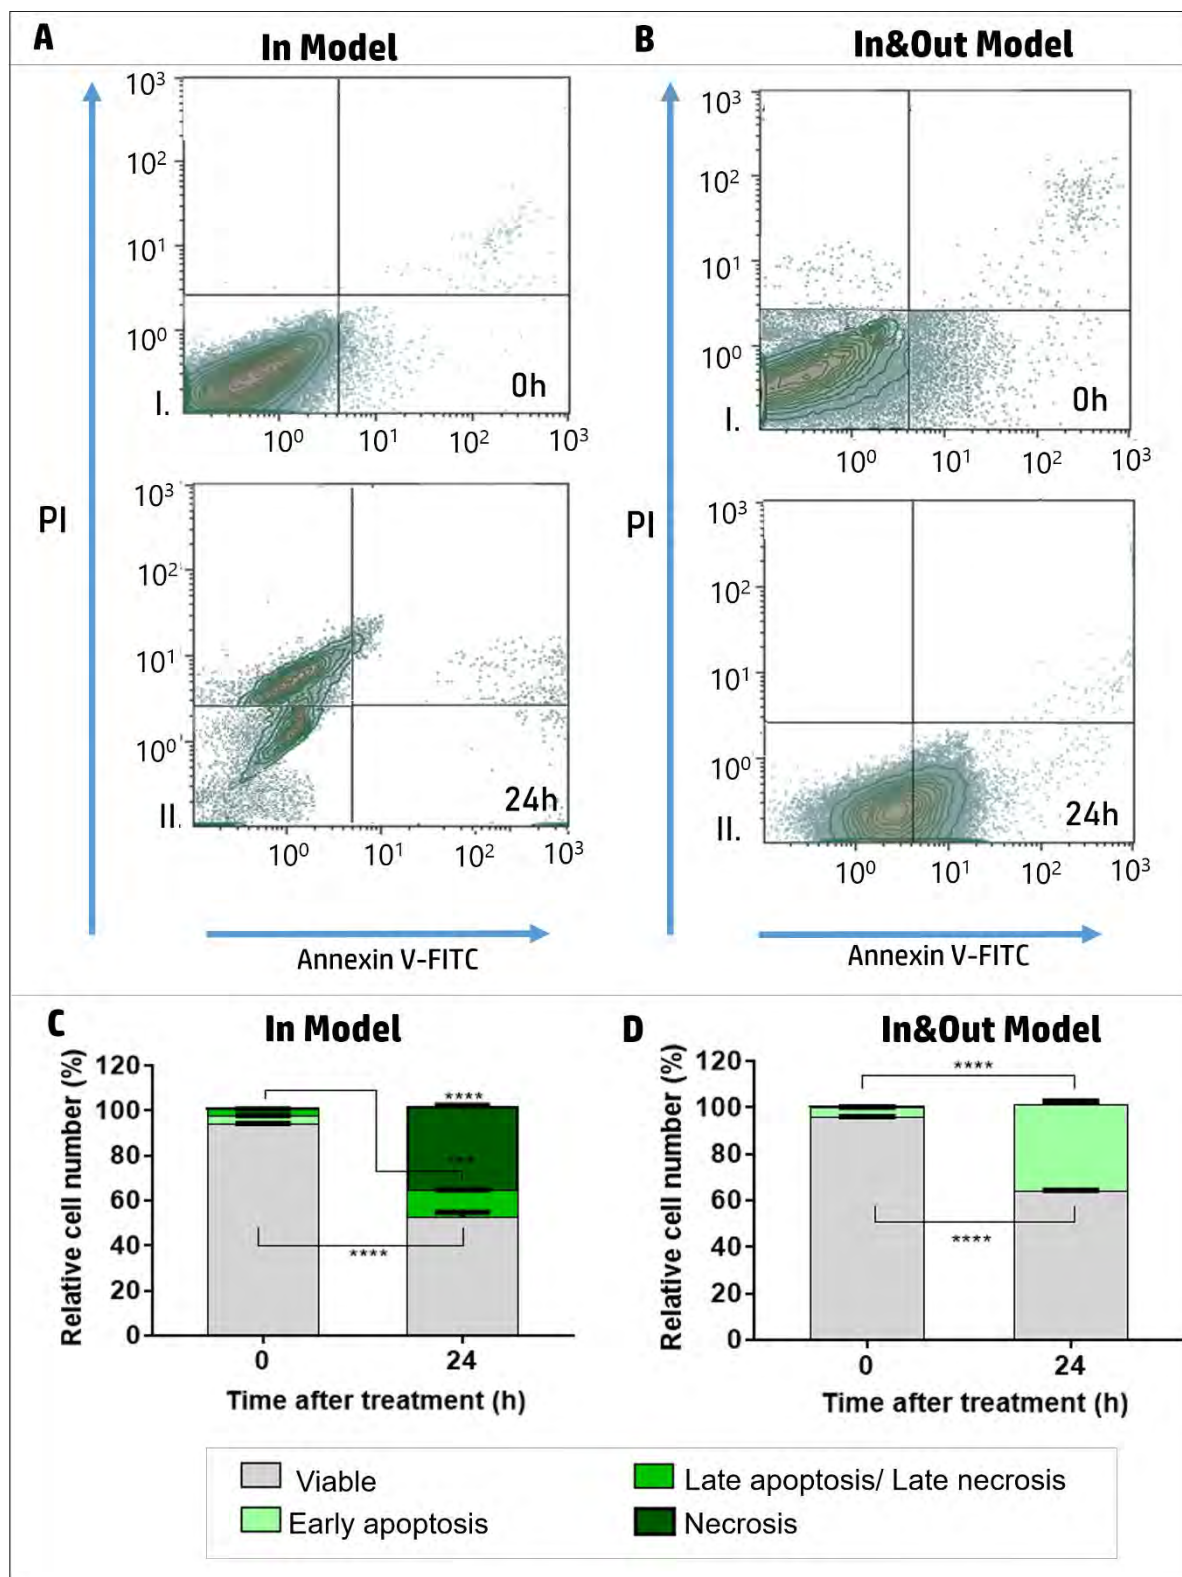 A
In Model
B
In&Out Model
10³
10²
10¹
10⁰
I.
0h
10⁰ 10¹ 10² 10³
10³
10²
10¹
10⁰
I.
0h
10⁰ 10¹ 10² 10³
PI
10³
10²
10¹
10⁰
II.
24h
10⁰ 10¹ 10² 10³
PI
10³
10²
10¹
10⁰
II.
24h
10⁰ 10¹ 10² 10³
Annexin V-FITC
Annexin V-FITC
C
In Model
Relative cell number (%)
120
100
80
60
40
20
0
****
***
****
0 24
Time after treatment (h)
D
In&Out Model
Relative cell number (%)
120
100
80
60
40
20
0
****
****
0 24
Time after treatment (h)
Viable
Late apoptosis/ Late necrosis
Early apoptosis
Necrosis